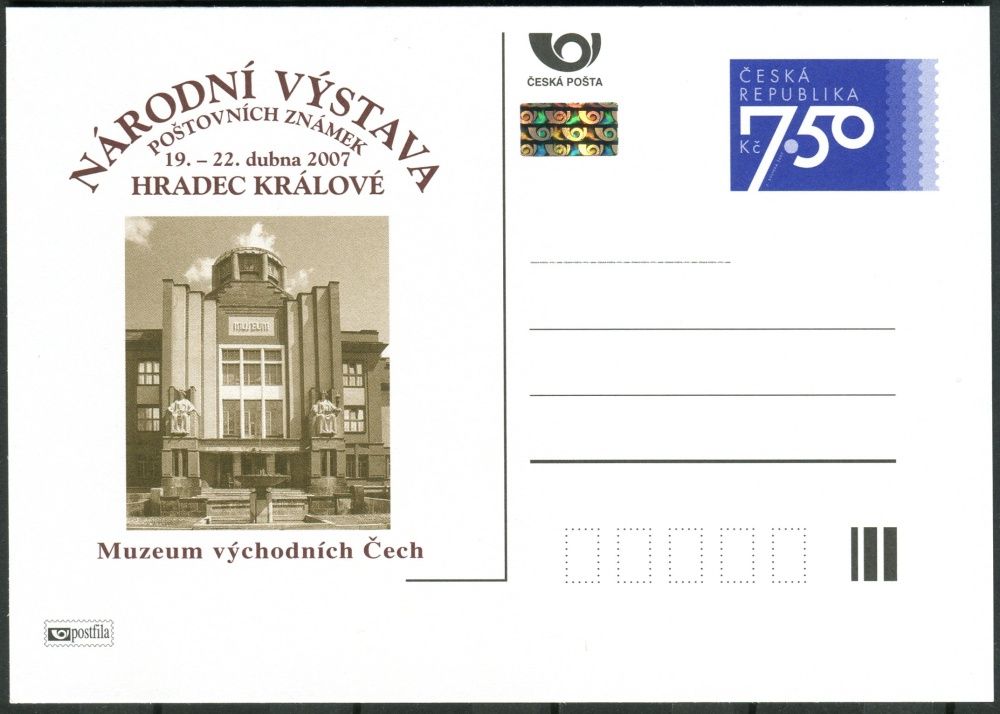 NÁRODNÍ VÝSTAVA
POŠTOVNÍCH ZNÁMEK
19. – 22. dubna 2007
HRADEC KRÁLOVÉ
MUZEUM
Muzeum východních Čech
postfila
ČESKÁ POŠTA
ČESKÁ
REPUBLIKA
Kč 7.50